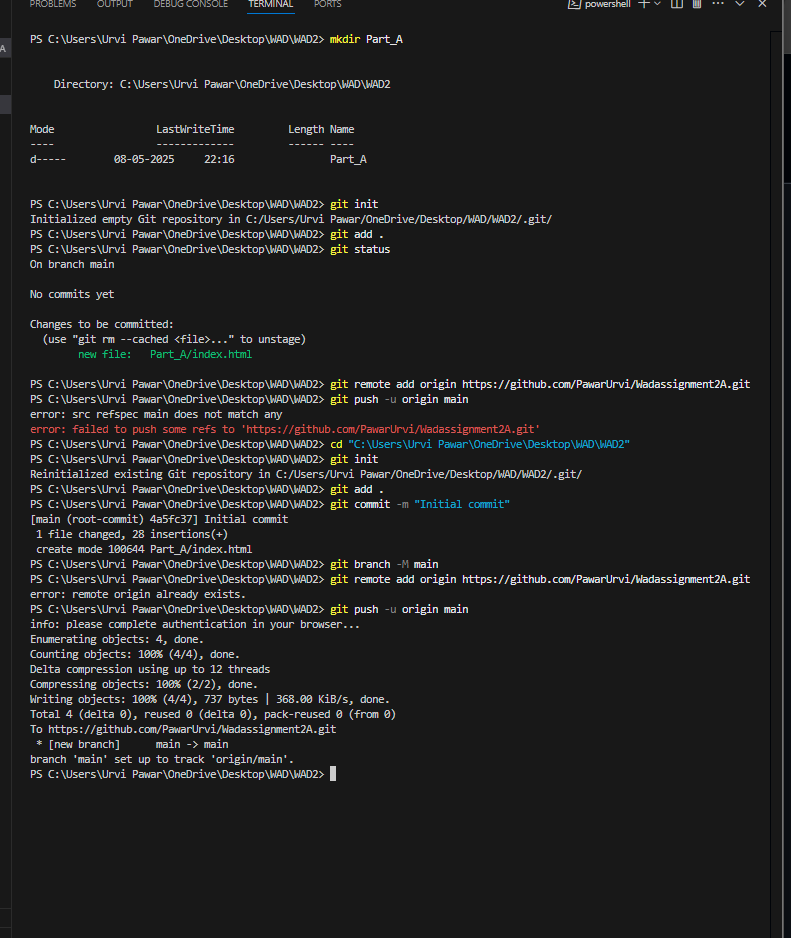 PROBLEMS OUTPUT DEBUG CONSOLE TERMINAL PORTS powershell
A
PS C:\Users\Urvi Pawar\OneDrive\Desktop\WAD\WAD2> mkdir Part_A
Directory: C:\Users\Urvi Pawar\OneDrive\Desktop\WAD\WAD2
Mode LastWriteTime Length Name
---- ------------- ------ ----
d----- 08-05-2025 22:16 Part_A
PS C:\Users\Urvi Pawar\OneDrive\Desktop\WAD\WAD2> git init
Initialized empty Git repository in C:/Users/Urvi Pawar/OneDrive/Desktop/WAD/WAD2/.git/
PS C:\Users\Urvi Pawar\OneDrive\Desktop\WAD\WAD2> git add .
PS C:\Users\Urvi Pawar\OneDrive\Desktop\WAD\WAD2> git status
On branch main
No commits yet
Changes to be committed:
(use "git rm --cached <file>..." to unstage)
new file: Part_A/index.html
PS C:\Users\Urvi Pawar\OneDrive\Desktop\WAD\WAD2> git remote add origin https://github.com/PawarUrvi/Wadassignment2A.git
PS C:\Users\Urvi Pawar\OneDrive\Desktop\WAD\WAD2> git push -u origin main
error: src refspec main does not match any
error: failed to push some refs to 'https://github.com/PawarUrvi/Wadassignment2A.git'
PS C:\Users\Urvi Pawar\OneDrive\Desktop\WAD\WAD2> cd "C:\Users\Urvi Pawar\OneDrive\Desktop\WAD\WAD2"
PS C:\Users\Urvi Pawar\OneDrive\Desktop\WAD\WAD2> git init
Reinitialized existing Git repository in C:/Users/Urvi Pawar/OneDrive/Desktop/WAD/WAD2/.git/
PS C:\Users\Urvi Pawar\OneDrive\Desktop\WAD\WAD2> git add .
PS C:\Users\Urvi Pawar\OneDrive\Desktop\WAD\WAD2> git commit -m "Initial commit"
[main (root-commit) 4a5fc37] Initial commit
1 file changed, 28 insertions(+)
create mode 100644 Part_A/index.html
PS C:\Users\Urvi Pawar\OneDrive\Desktop\WAD\WAD2> git branch -M main
PS C:\Users\Urvi Pawar\OneDrive\Desktop\WAD\WAD2> git remote add origin https://github.com/PawarUrvi/Wadassignment2A.git
error: remote origin already exists.
PS C:\Users\Urvi Pawar\OneDrive\Desktop\WAD\WAD2> git push -u origin main
info: please complete authentication in your browser...
Enumerating objects: 4, done.
Counting objects: 100% (4/4), done.
Delta compression using up to 12 threads
Compressing objects: 100% (2/2), done.
Writing objects: 100% (4/4), 737 bytes | 368.00 KiB/s, done.
Total 4 (delta 0), reused 0 (delta 0), pack-reused 0 (from 0)
To https://github.com/PawarUrvi/Wadassignment2A.git
* [new branch] main -> main
branch 'main' set up to track 'origin/main'.
PS C:\Users\Urvi Pawar\OneDrive\Desktop\WAD\WAD2>